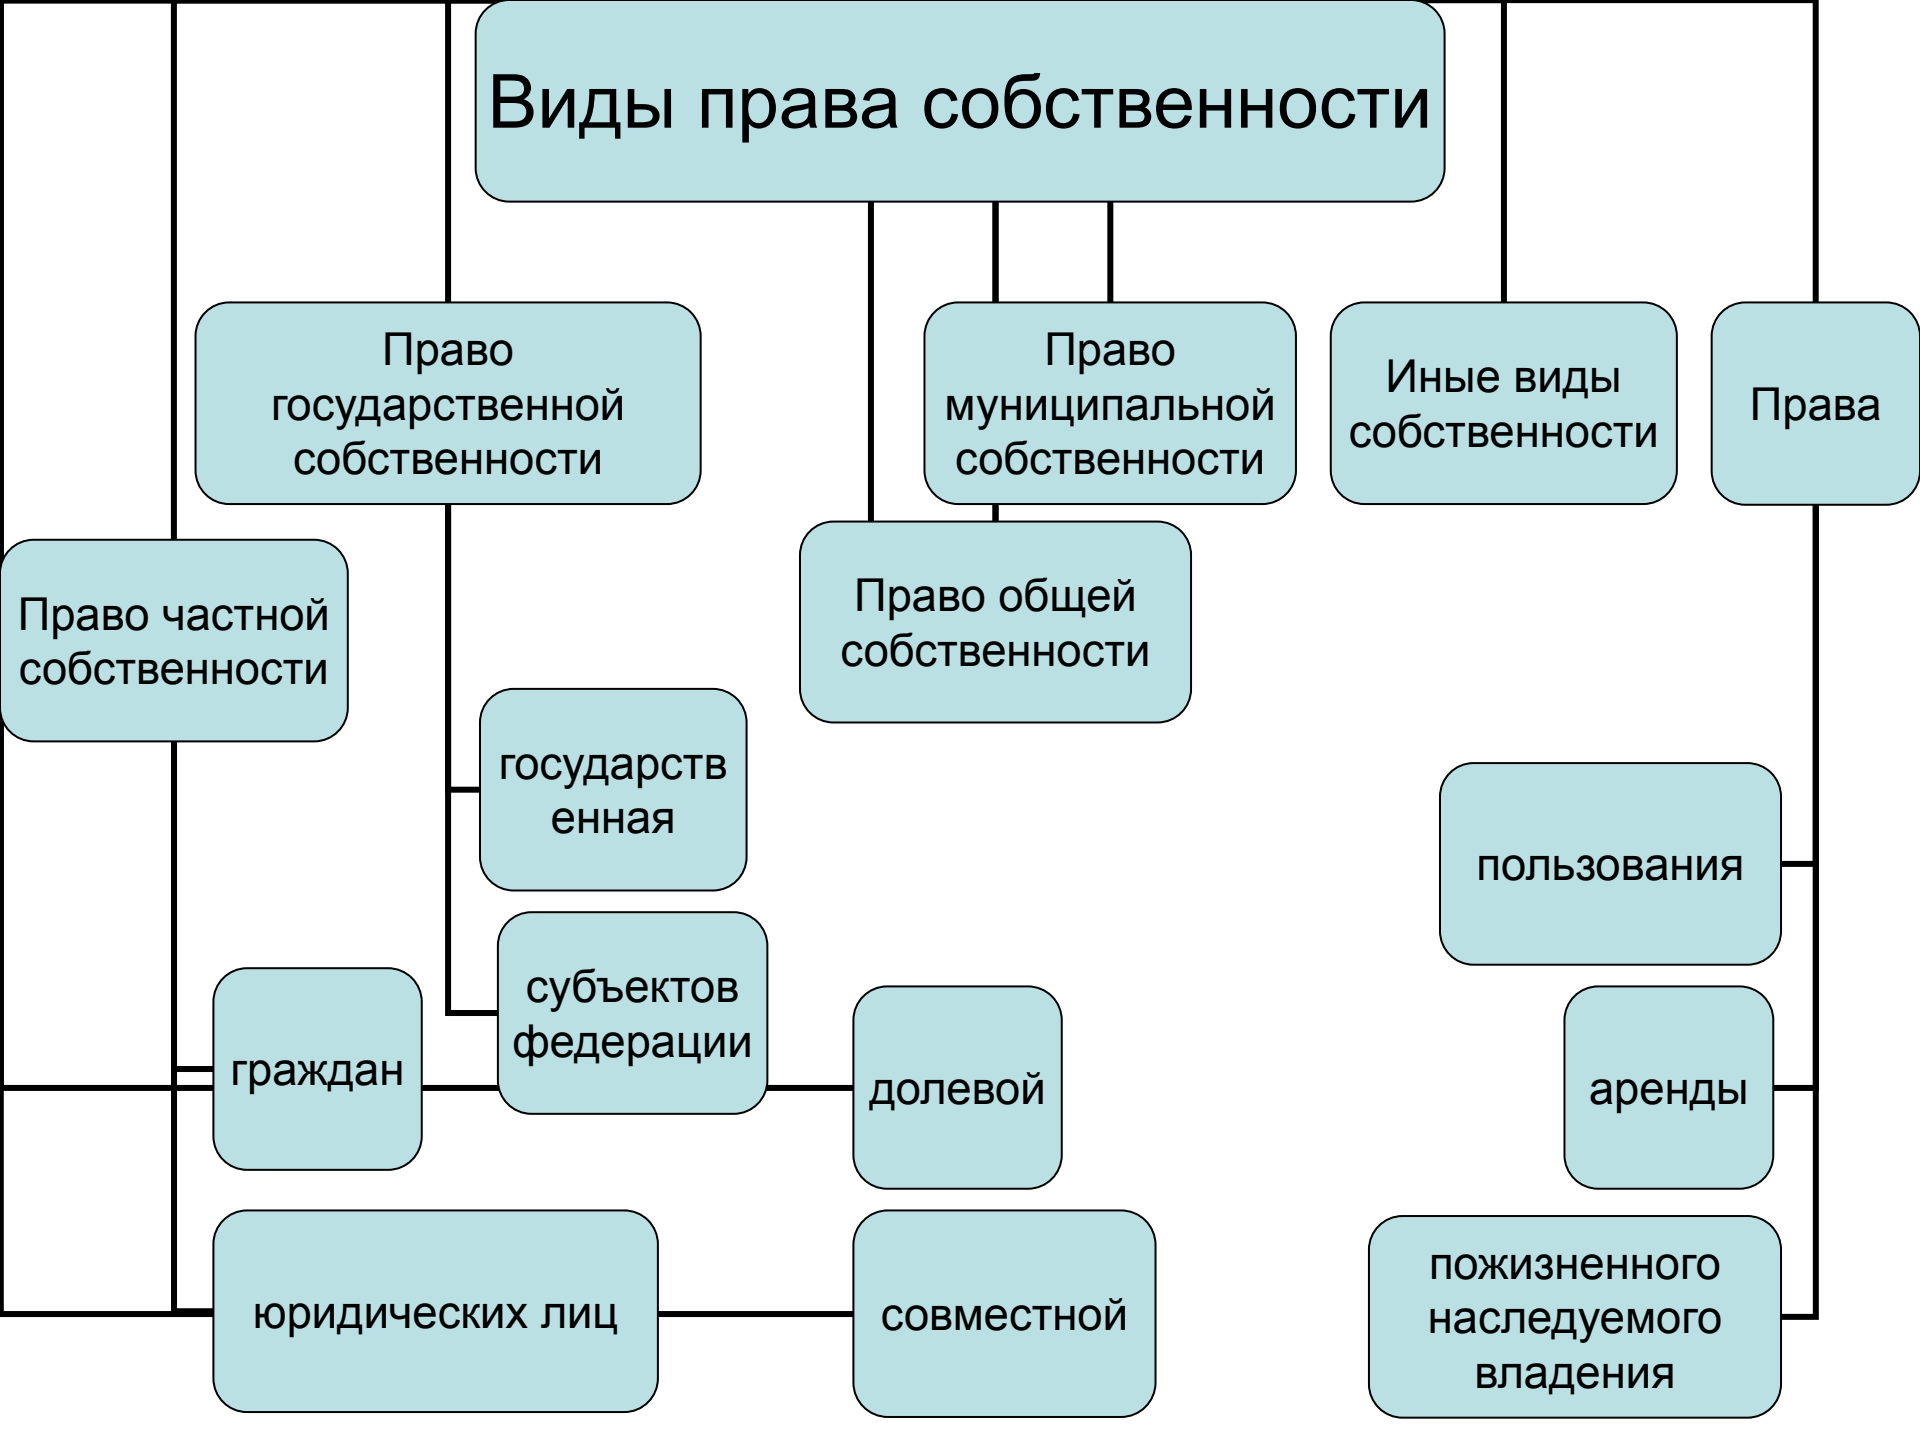 Виды права собственности
Право
государственной
собственности
Право
муниципальной
собственности
Иные виды
собственности
Права
Право частной
собственности
Право общей
собственности
государств
енная
субъектов
федерации
граждан
юридических лиц
долевой
совместной
пользования
аренды
пожизненного
наследуемого
владения